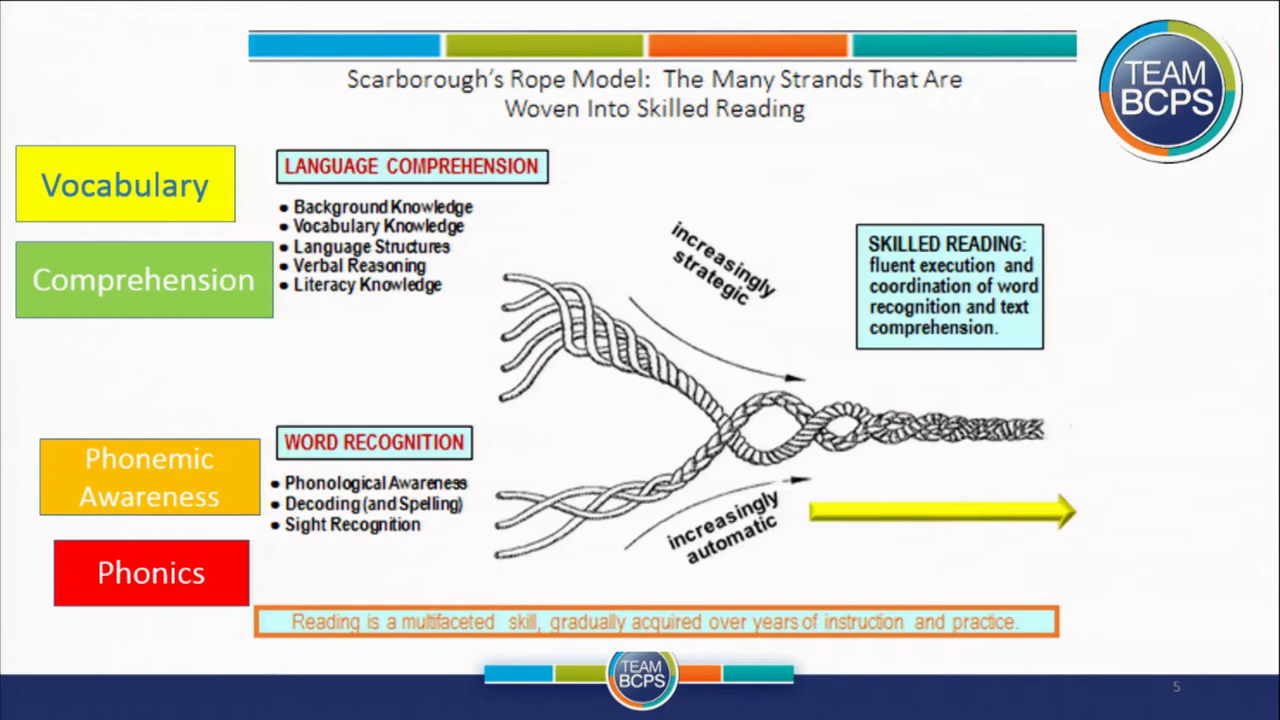 Scarborough's Rope Model: The Many Strands That Are
Woven Into Skilled Reading
TEAM
BCPS
Vocabulary
Comprehension
LANGUAGE COMPREHENSION
● Background Knowledge
● Vocabulary Knowledge
● Language Structures
● Verbal Reasoning
● Literacy Knowledge
increasingly
strategic
SKILLED READING:
fluent execution and
coordination of word
recognition and text
comprehension.
Phonemic
Awareness
Phonics
WORD RECOGNITION
● Phonological Awareness
● Decoding (and Spelling)
● Sight Recognition
increasingly
automatic
Reading is a multifaceted skill, gradually acquired over years of instruction and practice.
TEAM
BCPS
5